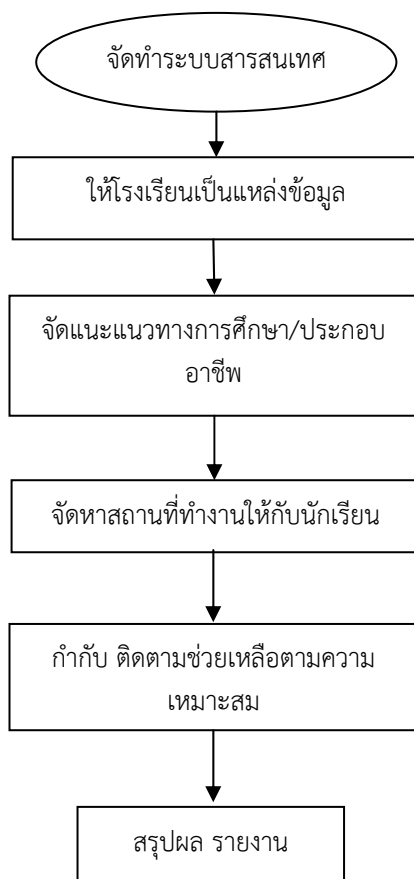 จัดทำระบบสารสนเทศ
ให้โรงเรียนเป็นแหล่งข้อมูล
จัดแนะแนวทางการศึกษา/ประกอบ
อาชีพ
จัดหาสถานที่ทำงานให้กับนักเรียน
กำกับ ติดตามช่วยเหลือตามความ
เหมาะสม
สรุปผล รายงาน